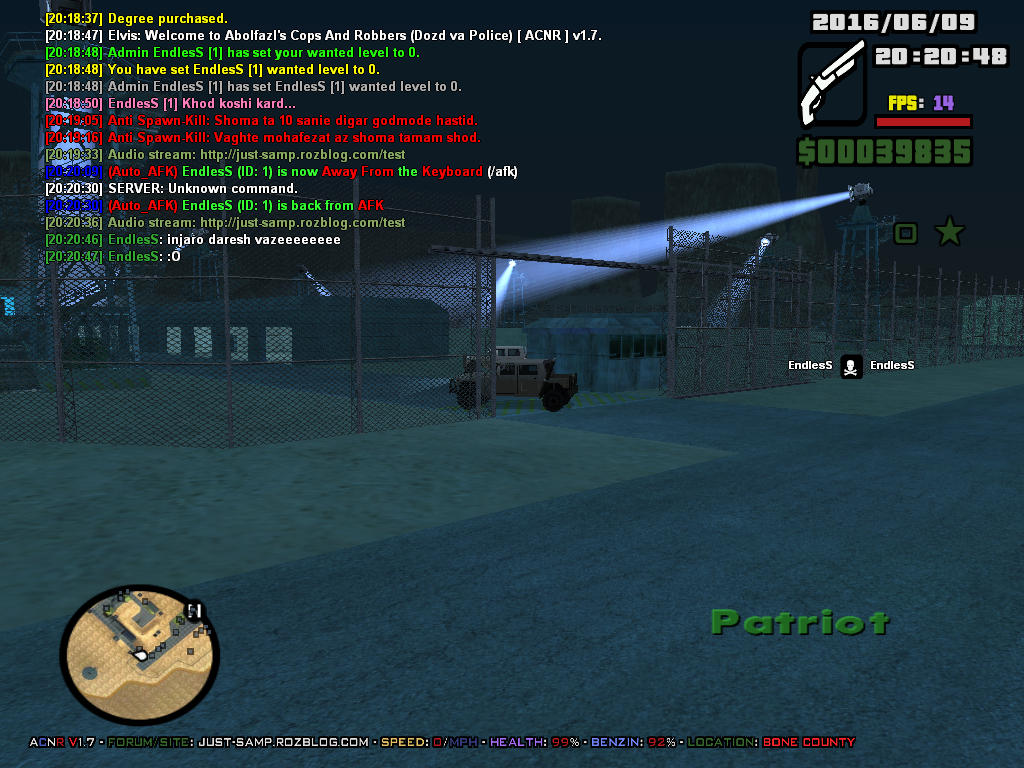 [20:18:37] Degree purchased.
[20:18:47] Elvis: Welcome to Abolfazl's Cops And Robbers (Dozd va Police) [ ACNR ] v1.7.
[20:18:48] Admin EndlesS [1] has set your wanted level to 0.
[20:18:48] You have set EndlesS [1] wanted level to 0.
[20:18:48] Admin EndlesS [1] has set EndlesS [1] wanted level to 0.
[20:18:50] EndlesS [1] Khod koshi kard...
[20:19:05] Anti-Spawn-Kill: Shoma ta 10 sanie digar godmode hastid.
[20:19:16] Anti-Spawn-Kill: Vaghte mohafezat az shoma tamam shod.
[20:19:33] Audio stream: http://just-samp.rozblog.com/test
(Auto_AFK) EndlesS (ID: 1) is now Away From the Keyboard (/afk)
[20:20:30] SERVER: Unknown command.
[20:20:30] (Auto_AFK) EndlesS (ID: 1) is back from AFK
[20:20:36] Audio stream: http://just-samp.rozblog.com/test
[20:20:46] EndlesS: injaro daresh vazeeeeeeee
[20:20:47] EndlesS: :O
2016/06/09
20:20:48
FPS: 14
$00039835
EndlesS EndlesS
Patriot
ACNR V1.7 - FORUM/SITE: JUST-SAMP.ROZBLOG.COM - SPEED: 0/MPH - HEALTH: 99% - BENZIN: 92% - LOCATION: BONE COUNTY